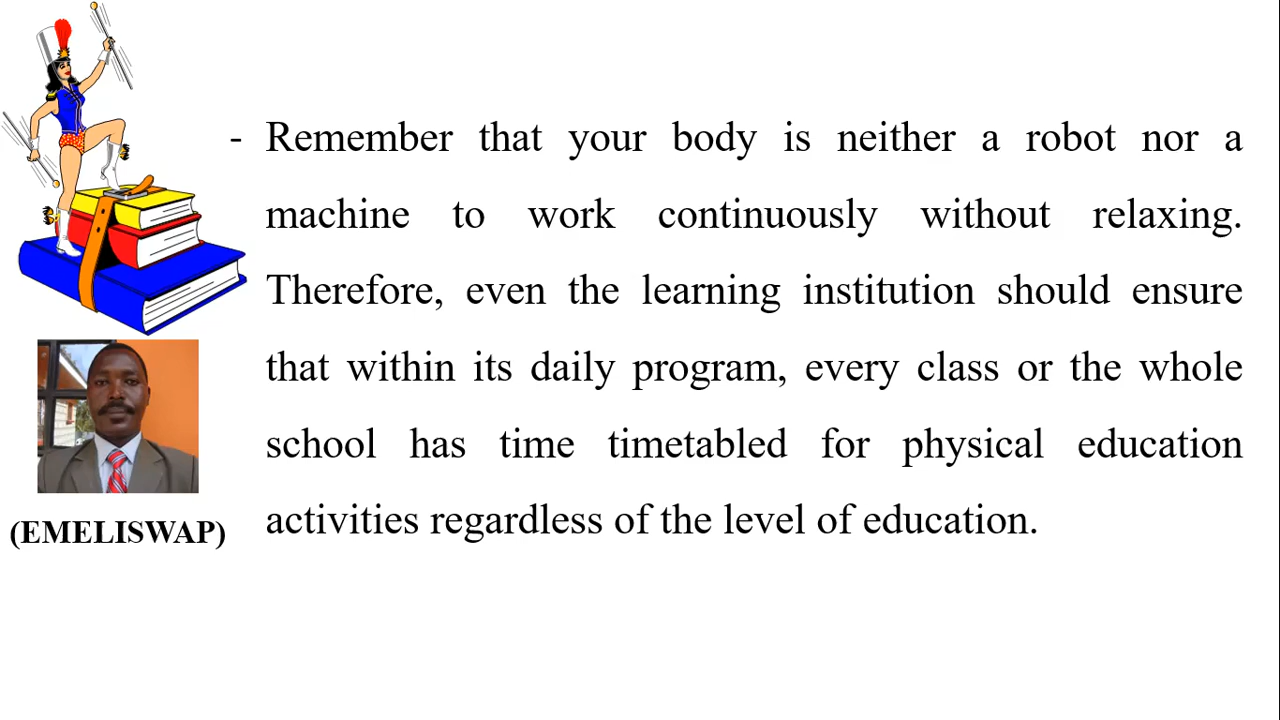 - Remember that your body is neither a robot nor a
machine to work continuously without relaxing.
Therefore, even the learning institution should ensure
that within its daily program, every class or the whole
school has time timetabled for physical education
activities regardless of the level of education.
(EMELISWAP)